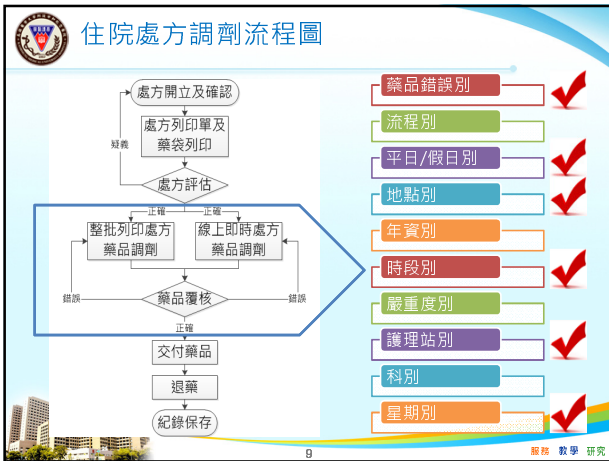 住院處方調劑流程圖
處方開立及確認
處方列印單及
藥袋列印
疑義
處方評估
正確
正確
整批列印處方
藥品調劑
線上即時處方
藥品調劑
錯誤
藥品覆核
錯誤
正確
交付藥品
退藥
紀錄保存
藥品錯誤別
流程別
平日/假日別
地點別
年資別
時段別
嚴重度別
護理站別
科別
星期別
9
服務 教學 研究